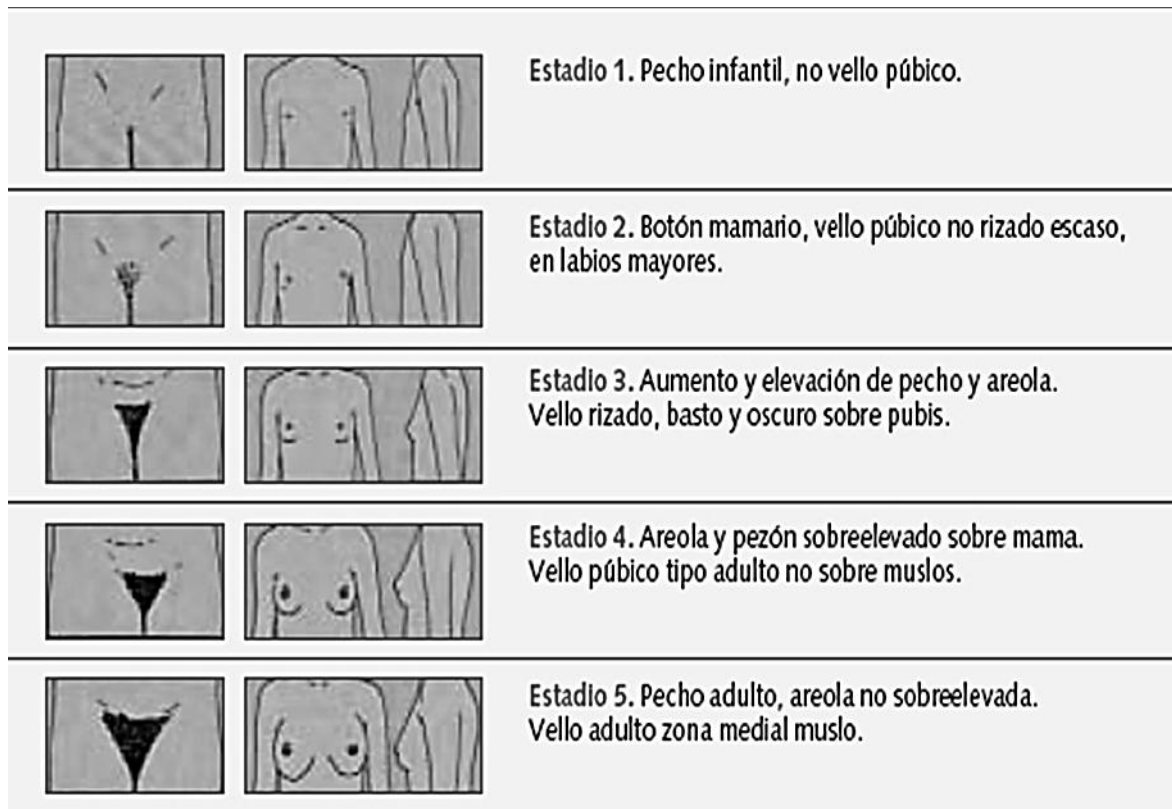 Estadio 1. Pecho infantil, no vello púbico.
Estadio 2. Botón mamario, vello púbico no rizado escaso,
en labios mayores.
Estadio 3. Aumento y elevación de pecho y areola.
Vello rizado, basto y oscuro sobre pubis.
Estadio 4. Areola y pezón sobreelevado sobre mama.
Vello púbico tipo adulto no sobre muslos.
Estadio 5. Pecho adulto, areola no sobreelevada.
Vello adulto zona medial muslo.